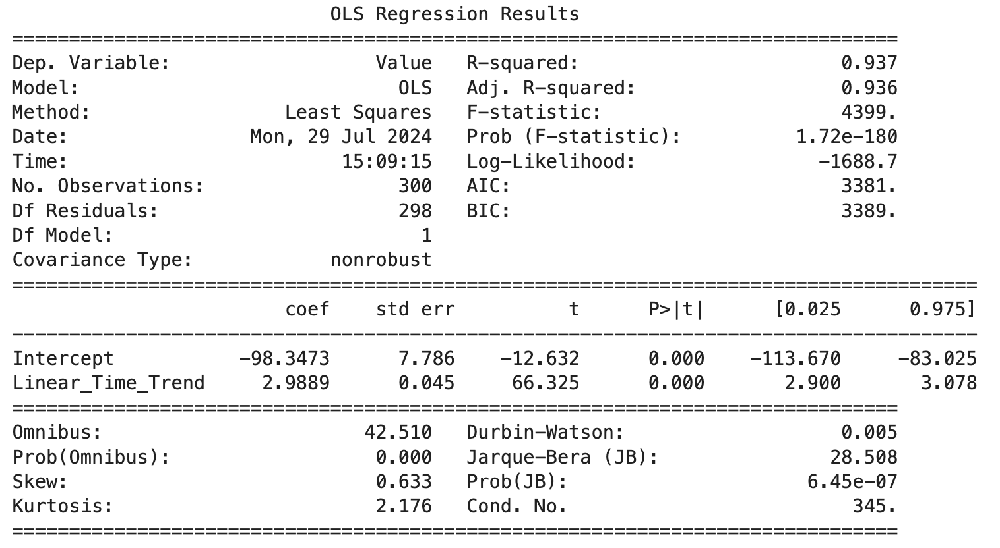 OLS Regression Results
==============================================================================
Dep. Variable:                  Value   R-squared:                       0.937
Model:                            OLS   Adj. R-squared:                  0.936
Method:                 Least Squares   F-statistic:                     4399.
Date:                Mon, 29 Jul 2024   Prob (F-statistic):          1.72e-180
Time:                        15:09:15   Log-Likelihood:                -1688.7
No. Observations:                 300   AIC:                             3381.
Df Residuals:                     298   BIC:                             3389.
Df Model:                           1
Covariance Type:            nonrobust
=====================================================================================
                        coef    std err          t      P>|t|      [0.025      0.975]
-------------------------------------------------------------------------------------
Intercept           -98.3473      7.786    -12.632      0.000    -113.670     -83.025
Linear_Time_Trend     2.9889      0.045     66.325      0.000       2.900       3.078
==============================================================================
Omnibus:                       42.510   Durbin-Watson:                   0.005
Prob(Omnibus):                  0.000   Jarque-Bera (JB):               28.508
Skew:                           0.633   Prob(JB):                     6.45e-07
Kurtosis:                       2.176   Cond. No.                         345.
==============================================================================